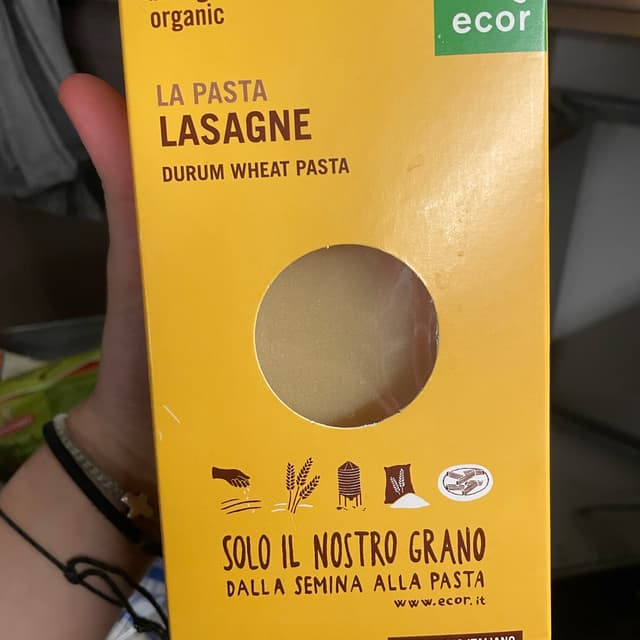 organic
ecor
LA PASTA
LASAGNE
DURUM WHEAT PASTA
SOLO IL NOSTRO GRANO
DALLA SEMINA ALLA PASTA
www.ecor.it
ITALIANO